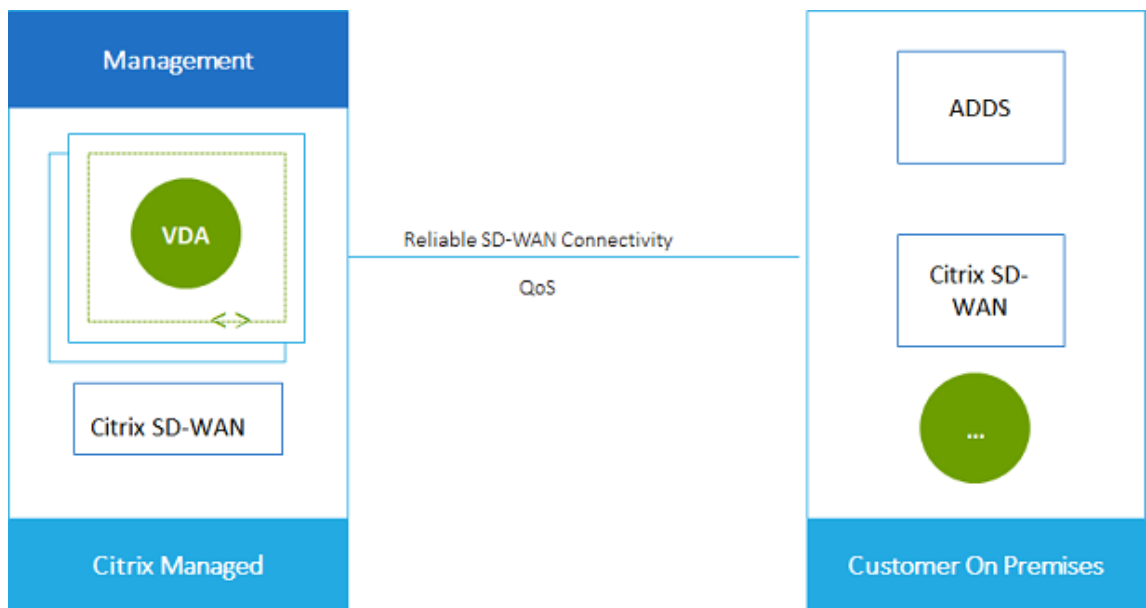 Management
VDA
< >
Citrix SD-WAN
Citrix Managed
Reliable SD-WAN Connectivity
QoS
ADDS
Citrix SD-
WAN
...
Customer On Premises